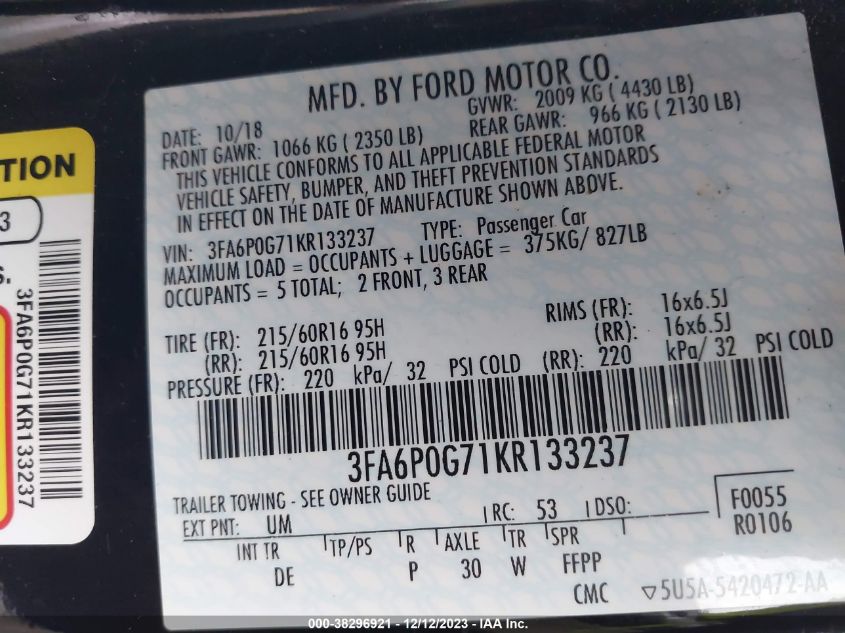 MFD. BY FORD MOTOR CO.
DATE: 10/18 GVWR: 2009 KG ( 4430 LB)
FRONT GAWR: 1066 KG ( 2350 LB) REAR GAWR: 966 KG ( 2130 LB)
THIS VEHICLE CONFORMS TO ALL APPLICABLE FEDERAL MOTOR
VEHICLE SAFETY, BUMPER, AND THEFT PREVENTION STANDARDS
IN EFFECT ON THE DATE OF MANUFACTURE SHOWN ABOVE.
VIN: 3FA6P0G71KR133237 TYPE: Passenger Car
MAXIMUM LOAD = OCCUPANTS + LUGGAGE = 375KG/ 827LB
OCCUPANTS = 5 TOTAL; 2 FRONT, 3 REAR
TIRE (FR): 215/60R16 95H RIMS (FR): 16x6.5J
(RR): 215/60R16 95H (RR): 16x6.5J
PRESSURE (FR): 220 kPa/ 32 PSI COLD (RR): 220 kPa/ 32 PSI COLD
3FA6P0G71KR133237
TRAILER TOWING - SEE OWNER GUIDE
EXT PNT: UM RC: 53 DSO: F0055
R0106
INT TR TP/PS R AXLE TR SPR
DE P 30 W FFPP
CMC 5U5A-5420472-AA
TION
3
S.
3FA6P0G71KR133237
000-38296921 - 12/12/2023 - IAA Inc.